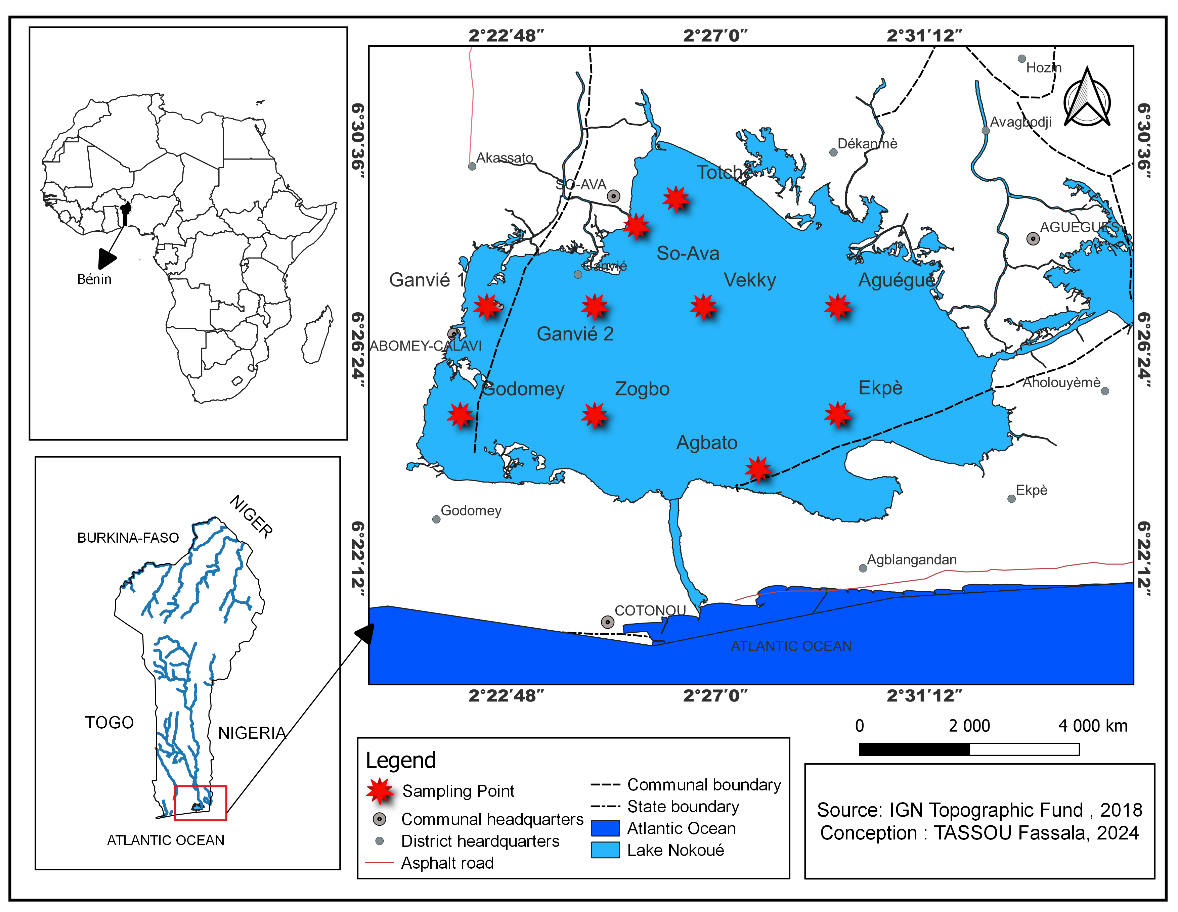 2°22′48″ 2°27′0″ 2°31′12″
6°30′36″
6°26′24″
6°22′12″
6°30′36″
6°26′24″
6°22′12″
Bénin
Hozin
Avagbodji
Dékanmè
Akassato
Totchè
SO-AVA
AGUEGUES
So-Ava
Ganvié
Ganvié 1
Vekky
Aguégué
Ganvié 2
ABOMEY-CALAVI
Godomey
Zogbo
Ekpè
Aholouyèmè
Agbato
Ekpè
Godomey
Agblangandan
COTONOU
ATLANTIC OCEAN
2°22′48″ 2°27′0″ 2°31′12″
NIGER
BURKINA-FASO
TOGO
NIGERIA
ATLANTIC OCEAN
0 2 000 4 000 km
Legend
Sampling Point
Communal headquarters
District heardquarters
Asphalt road
Communal boundary
State boundary
Atlantic Ocean
Lake Nokoué
Source: IGN Topographic Fund , 2018
Conception : TASSOU Fassala, 2024